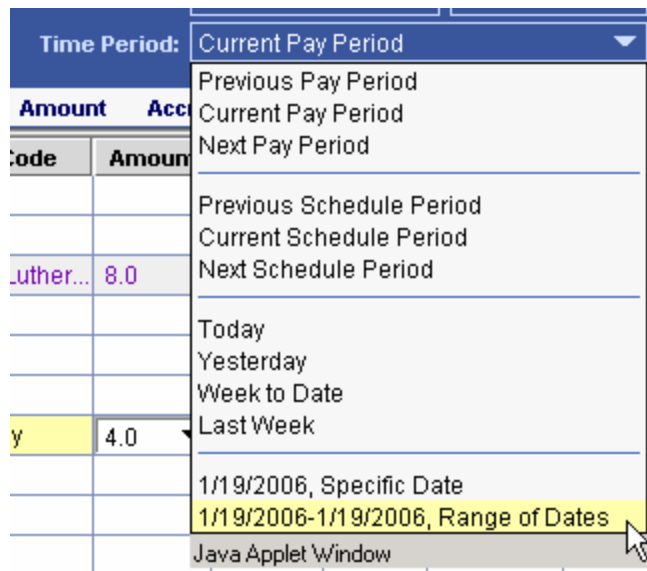 Time Period: Current Pay Period
Previous Pay Period
Current Pay Period
Next Pay Period
Previous Schedule Period
Current Schedule Period
Next Schedule Period
Today
Yesterday
Week to Date
Last Week
1/19/2006, Specific Date
1/19/2006-1/19/2006, Range of Dates
Java Applet Window
Amount Accr
Code Amoun
Luther... 8.0
y 4.0